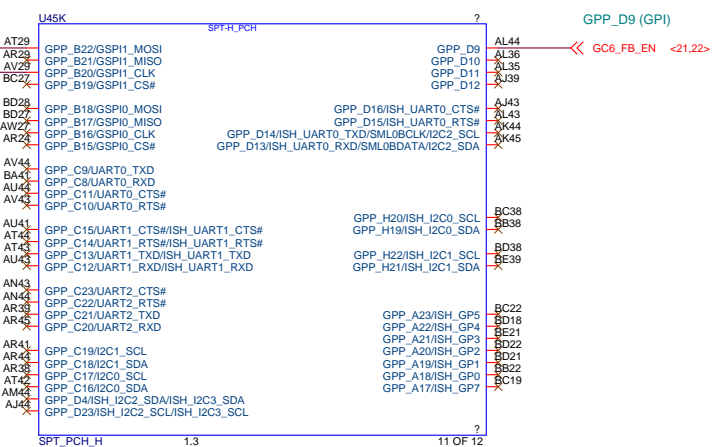 U45K ? GPP_D9 (GPI)
SPT-H_PCH
AT29 GPP_B22/GSPI1_MOSI GPP_D9 AL44 GC6_FB_EN <21,22>
AR29 GPP_B21/GSPI1_MISO GPP_D10 AL36
AV29 GPP_B20/GSPI1_CLK GPP_D11 AL35
BC27 GPP_B19/GSPI1_CS# GPP_D12 AJ39
BD28 GPP_B18/GSPI0_MOSI GPP_D16/ISH_UART0_CTS# AJ43
BD27 GPP_B17/GSPI0_MISO GPP_D15/ISH_UART0_RTS# AL43
AW27 GPP_B16/GSPI0_CLK GPP_D14/ISH_UART0_TXD/SML0BCLK/I2C2_SCL AK44
AR24 GPP_B15/GSPI0_CS# GPP_D13/ISH_UART0_RXD/SML0BDATA/I2C2_SDA AK45
AV44 GPP_C9/UART0_TXD
BA41 GPP_C8/UART0_RXD
AU44 GPP_C11/UART0_CTS#
AV43 GPP_C10/UART0_RTS#
GPP_H20/ISH_I2C0_SCL BC38
AU41 GPP_C15/UART1_CTS#/ISH_UART1_CTS# GPP_H19/ISH_I2C0_SDA BB38
AT44 GPP_C14/UART1_RTS#/ISH_UART1_RTS#
AT43 GPP_C13/UART1_TXD/ISH_UART1_TXD GPP_H22/ISH_I2C1_SCL BD38
AU43 GPP_C12/UART1_RXD/ISH_UART1_RXD GPP_H21/ISH_I2C1_SDA BE39
AN43 GPP_C23/UART2_CTS#
AN44 GPP_C22/UART2_RTS#
AR39 GPP_C21/UART2_TXD GPP_A23/ISH_GP5 BC22
AR45 GPP_C20/UART2_RXD GPP_A22/ISH_GP4 BD18
GPP_A21/ISH_GP3 BE21
AR41 GPP_C19/I2C1_SCL GPP_A20/ISH_GP2 BD22
AR44 GPP_C18/I2C1_SDA GPP_A19/ISH_GP1 BD21
AR38 GPP_C17/I2C0_SCL GPP_A18/ISH_GP0 BB22
AT42 GPP_C16/I2C0_SDA GPP_A17/ISH_GP7 BC19
AM44 GPP_D4/ISH_I2C2_SDA/ISH_I2C3_SDA
AJ44 GPP_D23/ISH_I2C2_SCL/ISH_I2C3_SCL
?
SPT_PCH_H 1.3 11 OF 12